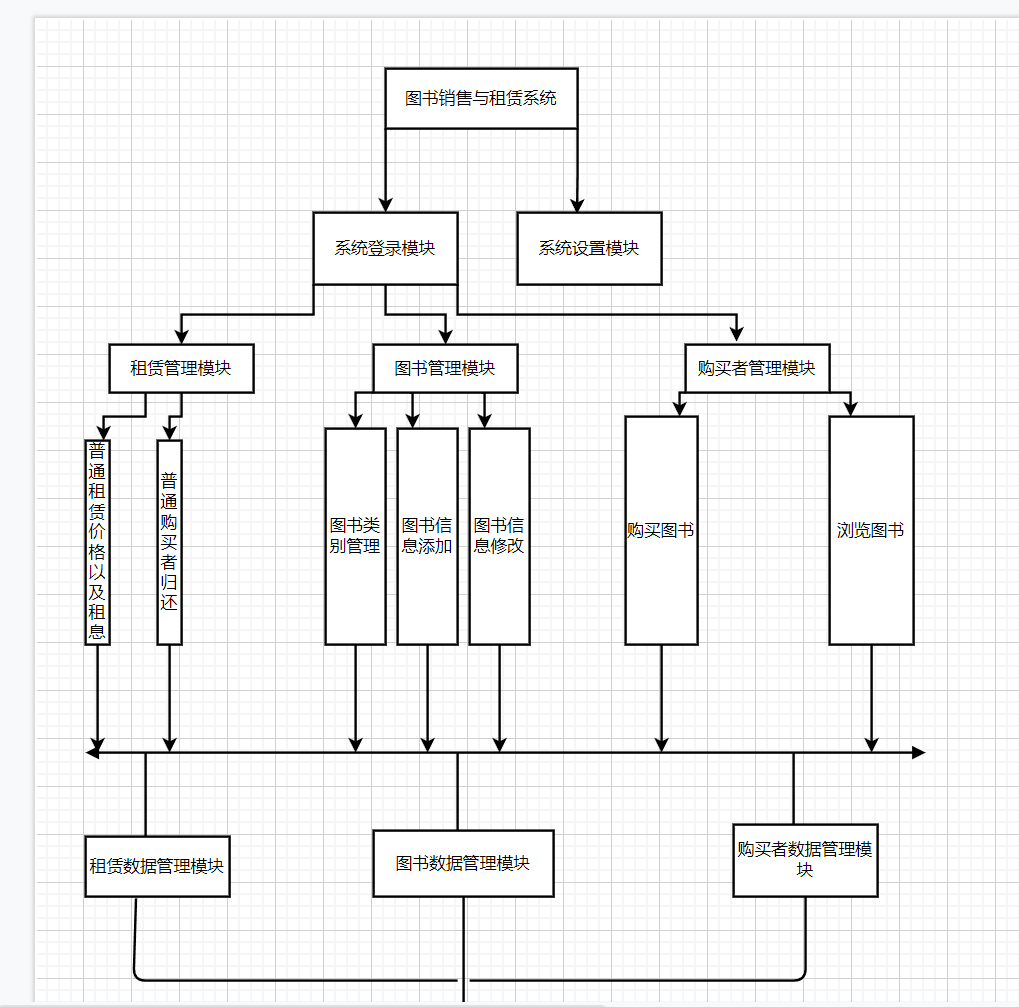 图书销售与租赁系统
系统登录模块
系统设置模块
租赁管理模块
图书管理模块
购买者管理模块
普通租赁价格以及租息
普通购买者归还
图书类
别管理
图书信
息添加
图书信
息修改
购买图书
浏览图书
租赁数据管理模块
图书数据管理模块
购买者数据管理模
块